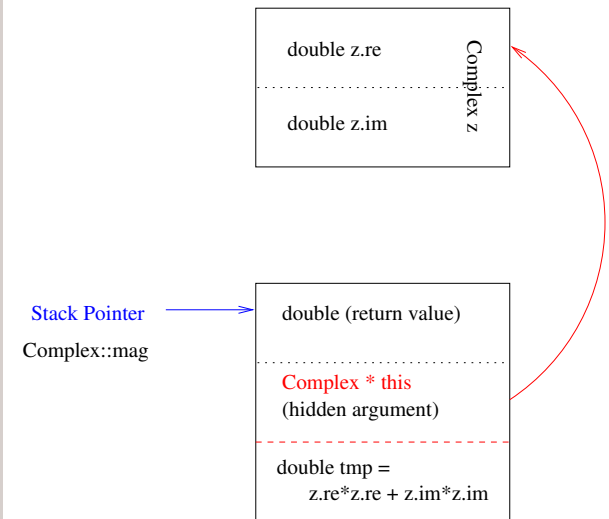 double z.re
Complex z
double z.im
Stack Pointer
Complex::mag
double (return value)
Complex * this
(hidden argument)
double tmp =
z.re*z.re + z.im*z.im